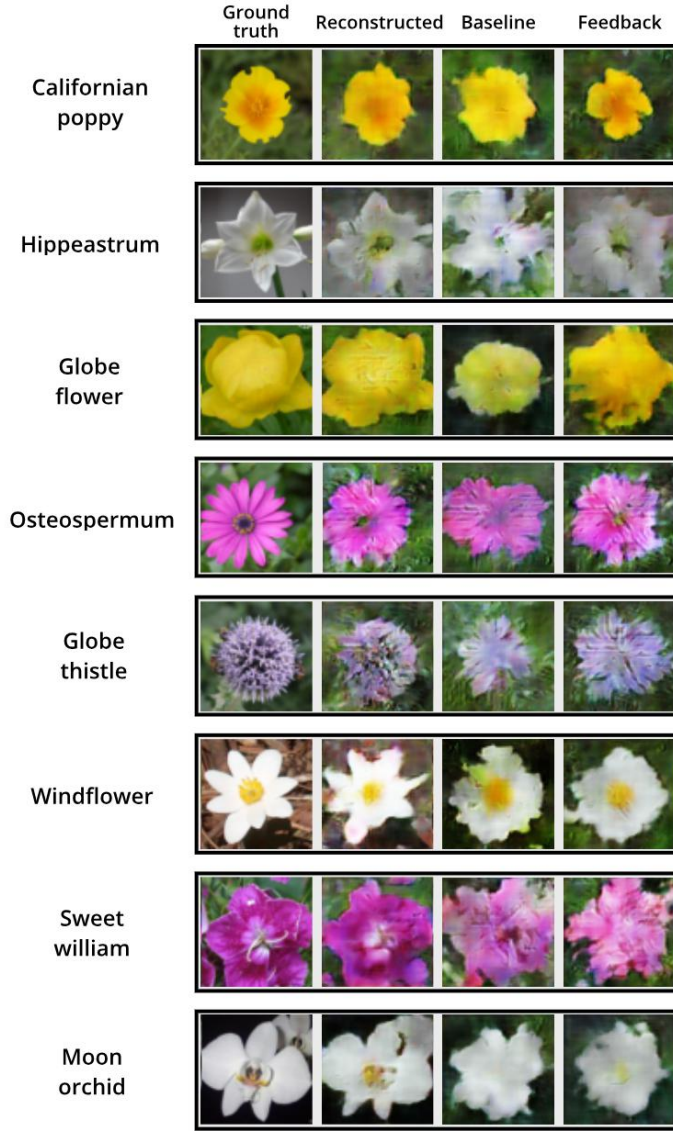 Ground
truth
Reconstructed
Baseline
Feedback
Californian
poppy
Hippeastrum
Globe
flower
Osteospermum
Globe
thistle
Windflower
Sweet
william
Moon
orchid